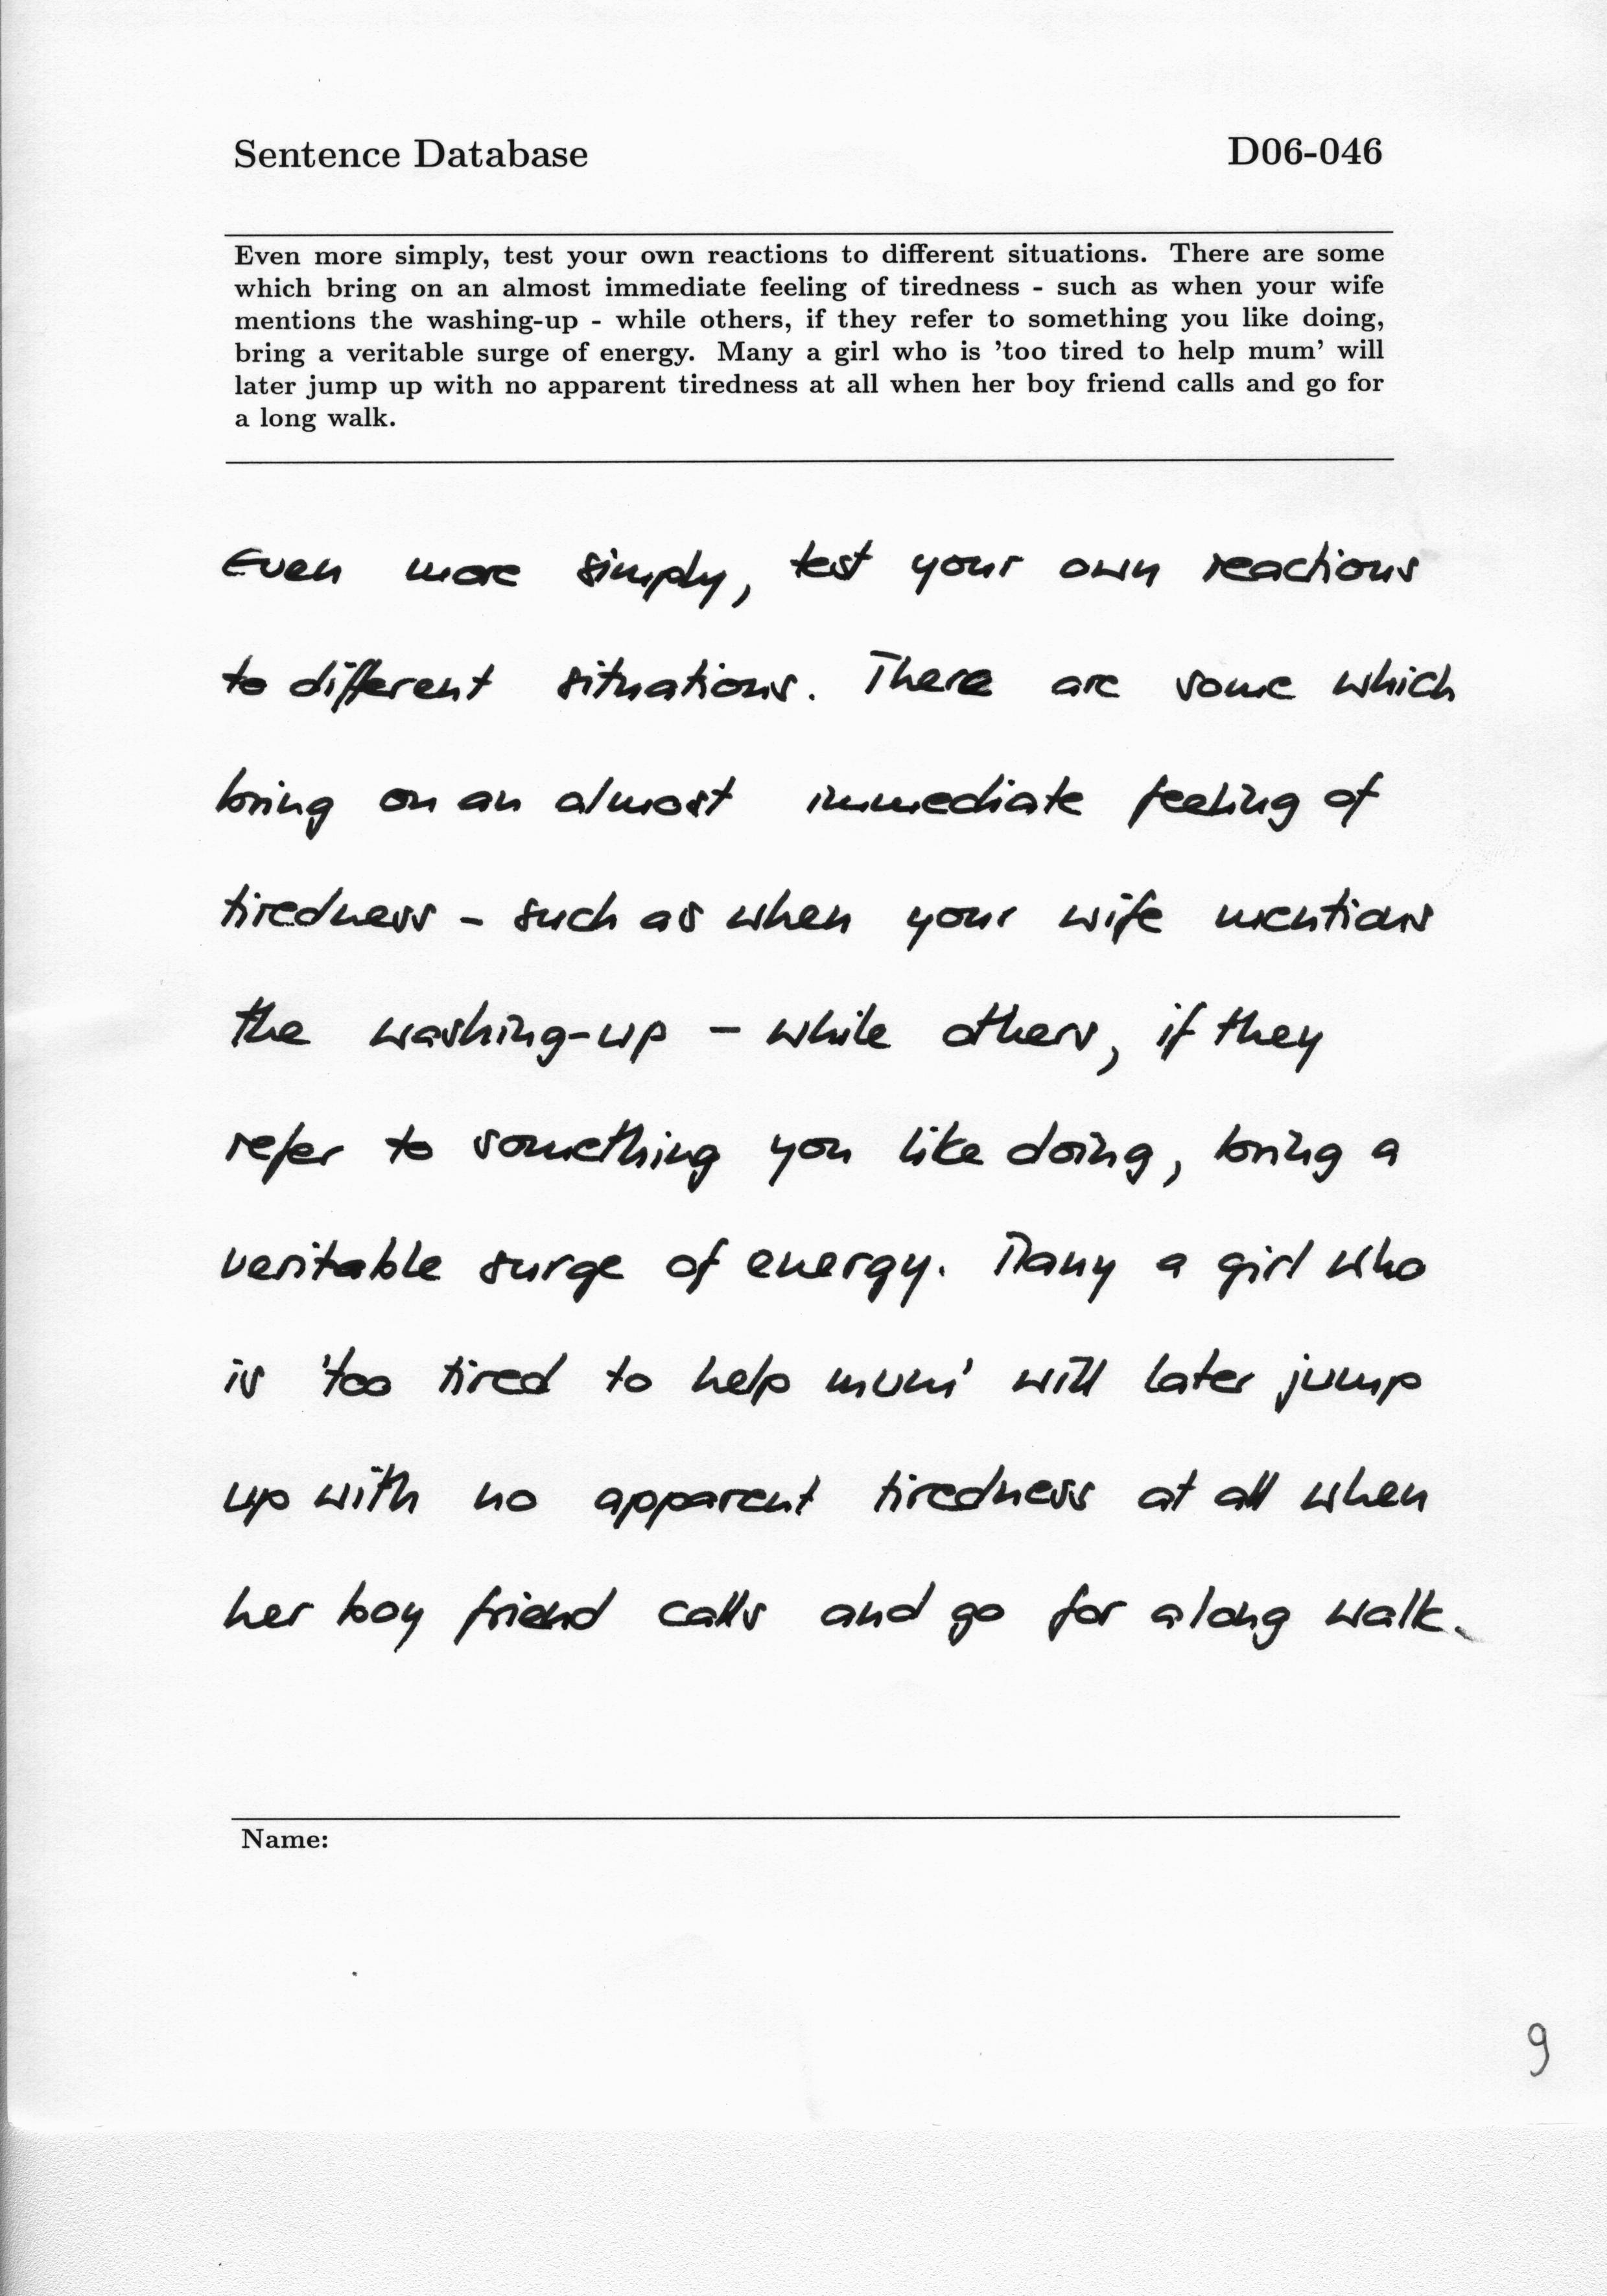 Sentence Database D06-046
Even more simply, test your own reactions to different situations. There are some
which bring on an almost immediate feeling of tiredness - such as when your wife
mentions the washing-up - while others, if they refer to something you like doing,
bring a veritable surge of energy. Many a girl who is 'too tired to help mum' will
later jump up with no apparent tiredness at all when her boy friend calls and go for
a long walk.
Even more simply, test your own reactions
to different situations. There are some which
bring on an almost immediate feeling of
tiredness - such as when your wife mentions
the washing-up - while others, if they
refer to something you like doing, bring a
veritable surge of energy. Many a girl who
is 'too tired to help mum' will later jump
up with no apparent tiredness at all when
her boy friend calls and go for a long walk.
Name:
9